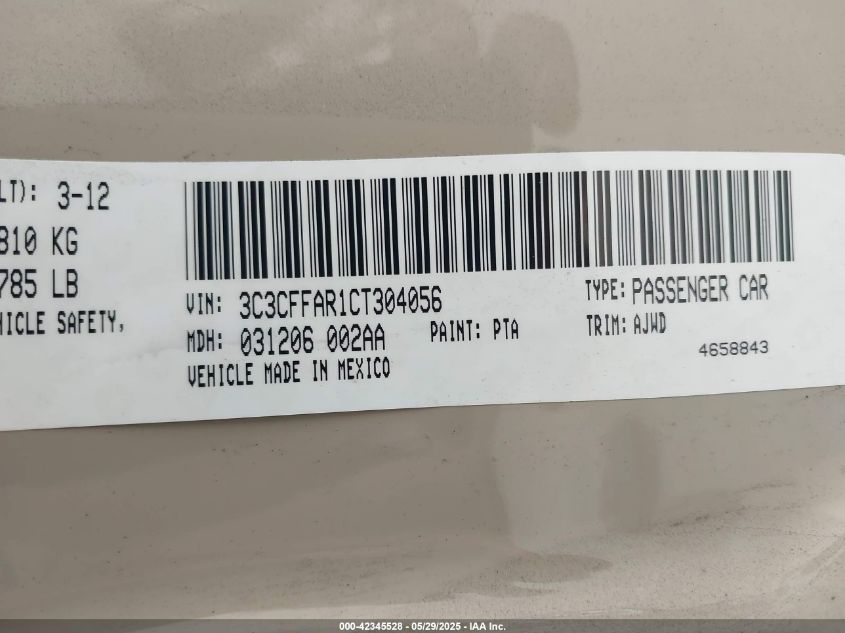 LT): 3-12
810 KG
785 LB
HICLE SAFETY,
VIN: 3C3CFFAR1CT304056
TYPE: PASSENGER CAR
MDH: 031206 002AA
PAINT: PTA
TRIM: AJWD
VEHICLE MADE IN MEXICO
4658843
000-42345528 - 05/29/2025 - IAA Inc.